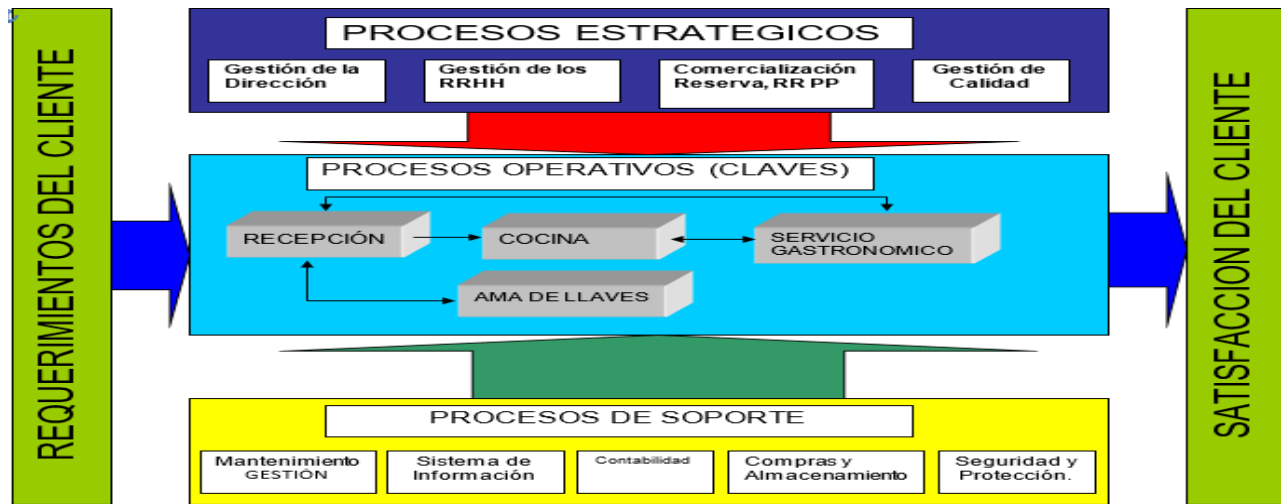 REQUERIMIENTOS DEL CLIENTE
PROCESOS ESTRATEGICOS
Gestión de la
Dirección
Gestión de los
RRHH
Comercialización
Reserva, RR PP
Gestión de
Calidad
PROCESOS OPERATIVOS (CLAVES)
RECEPCIÓN
COCINA
SERVICIO
GASTRONOMICO
AMA DE LLAVES
PROCESOS DE SOPORTE
Mantenimiento
GESTIÓN
Sistema de
Información
Contabilidad
Compras y
Almacenamiento
Seguridad y
Protección.
SATISFACCION DEL CLIENTE